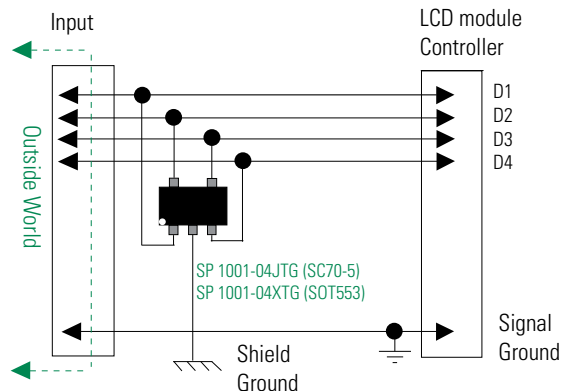 Input
LCD module
Controller
D1
D2
D3
D4
Outside World
SP 1001-04JTG (SC70-5)
SP 1001-04XTG (SOT553)
Shield
Ground
Signal
Ground